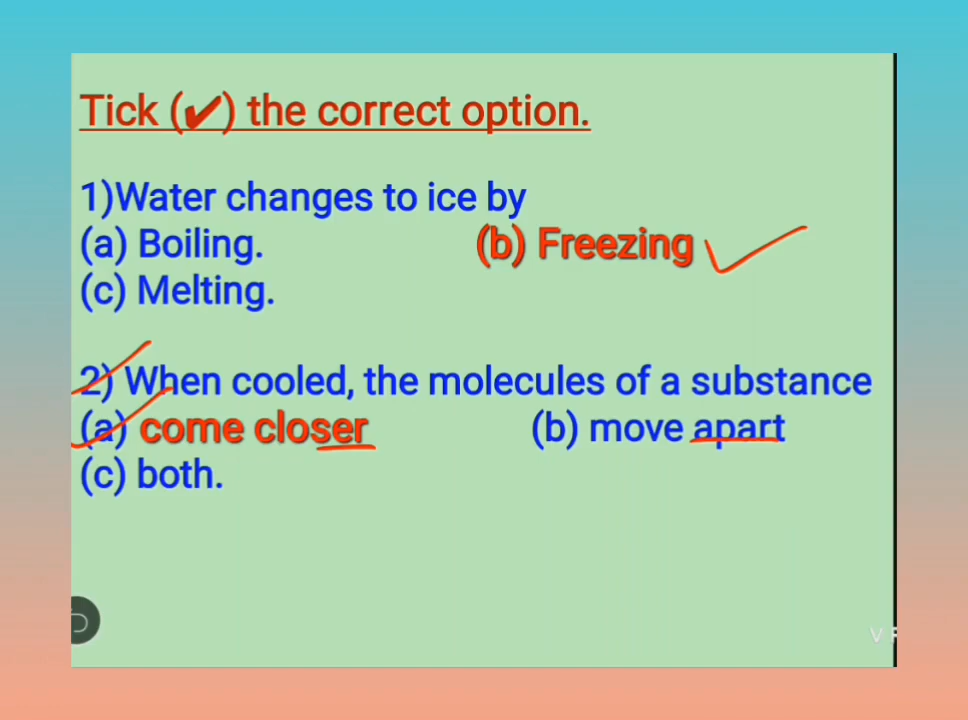 Tick (✔) the correct option.
1)Water changes to ice by
(a) Boiling. (b) Freezing
(c) Melting.
2) When cooled, the molecules of a substance
(a) come closer (b) move apart
(c) both.